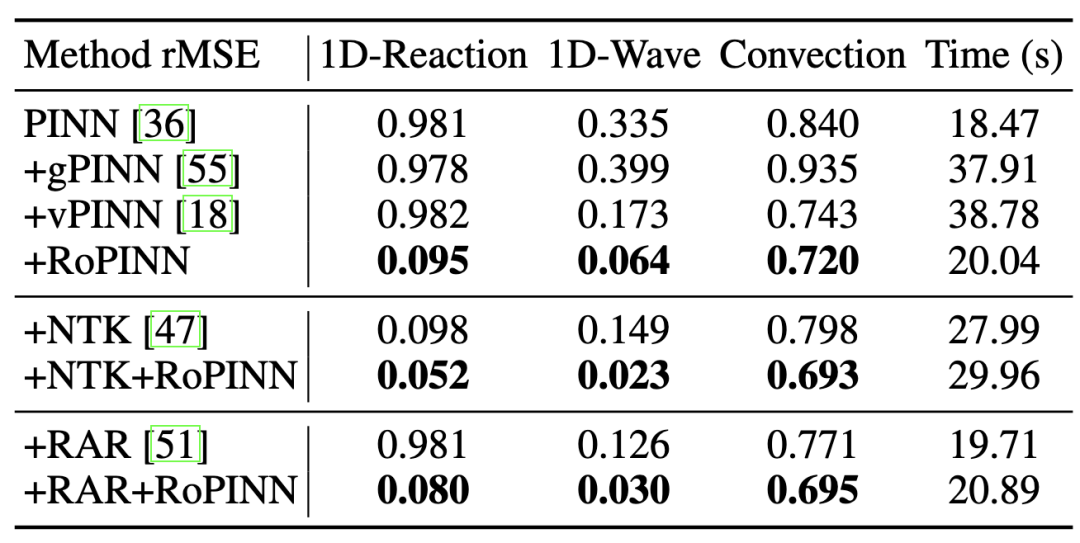 Method rMSE 1D-Reaction 1D-Wave Convection Time (s)
PINN [36] 0.981 0.335 0.840 18.47
+gPINN [55] 0.978 0.399 0.935 37.91
+vPINN [18] 0.982 0.173 0.743 38.78
+RoPINN 0.095 0.064 0.720 20.04
+NTK [47] 0.098 0.149 0.798 27.99
+NTK+RoPINN 0.052 0.023 0.693 29.96
+RAR [51] 0.981 0.126 0.771 19.71
+RAR+RoPINN 0.080 0.030 0.695 20.89